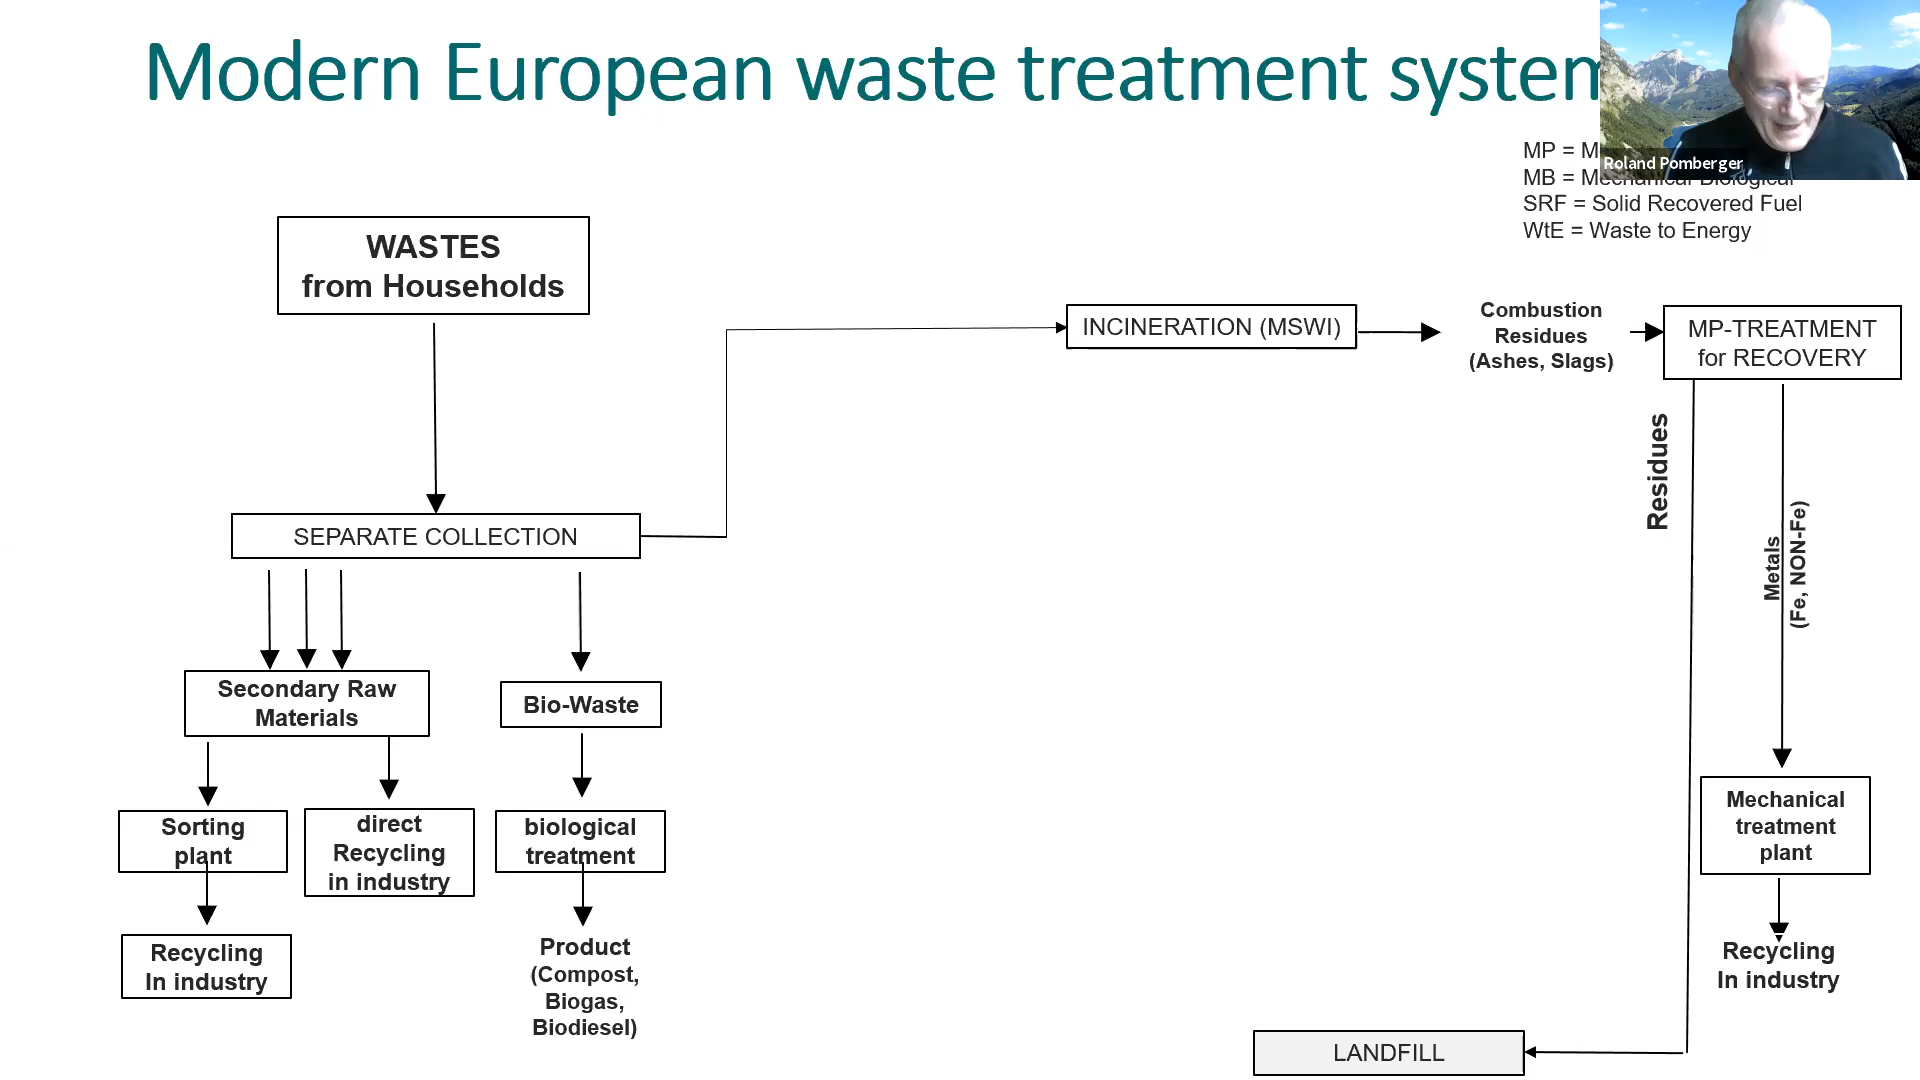 Modern European waste treatment system
MP =
Roland Pomberger
MB = Mechanical Biological
SRF = Solid Recovered Fuel
WtE = Waste to Energy
WASTES
from Households
INCINERATION (MSWI)
Combustion
Residues
(Ashes, Slags)
MP-TREATMENT
for RECOVERY
Residues
Metals
(Fe, NON-Fe)
SEPARATE COLLECTION
Secondary Raw
Materials
Bio-Waste
Sorting
plant
direct
Recycling
in industry
biological
treatment
Mechanical
treatment
plant
Recycling
In industry
Product
(Compost,
Biogas,
Biodiesel)
Recycling
In industry
LANDFILL